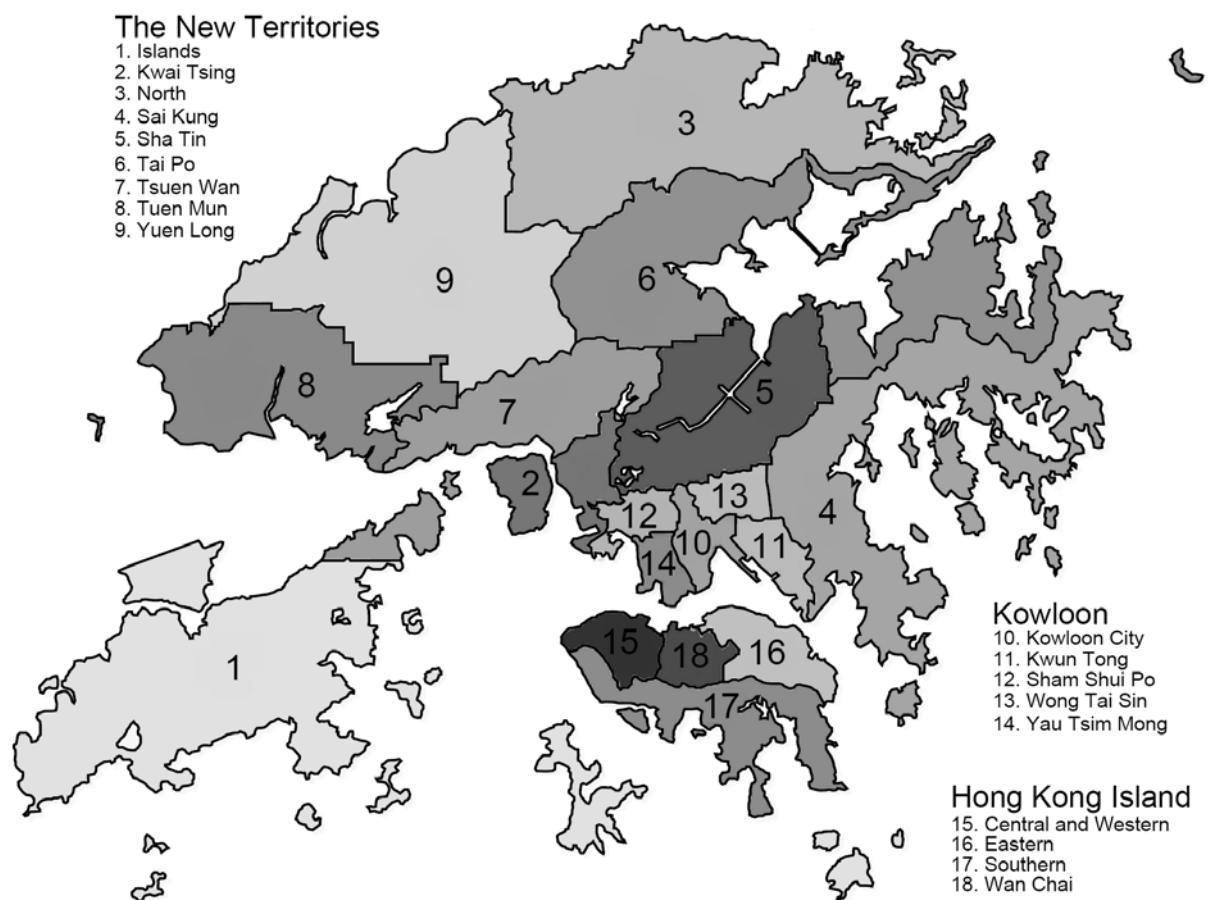 The New Territories
1. Islands
2. Kwai Tsing
3. North
4. Sai Kung
5. Sha Tin
6. Tai Po
7. Tsuen Wan
8. Tuen Mun
9. Yuen Long
3
9
6
8
7
5
2
13
12
4
10
11
14
1
15
18
16
17
Kowloon
10. Kowloon City
11. Kwun Tong
12. Sham Shui Po
13. Wong Tai Sin
14. Yau Tsim Mong
Hong Kong Island
15. Central and Western
16. Eastern
17. Southern
18. Wan Chai